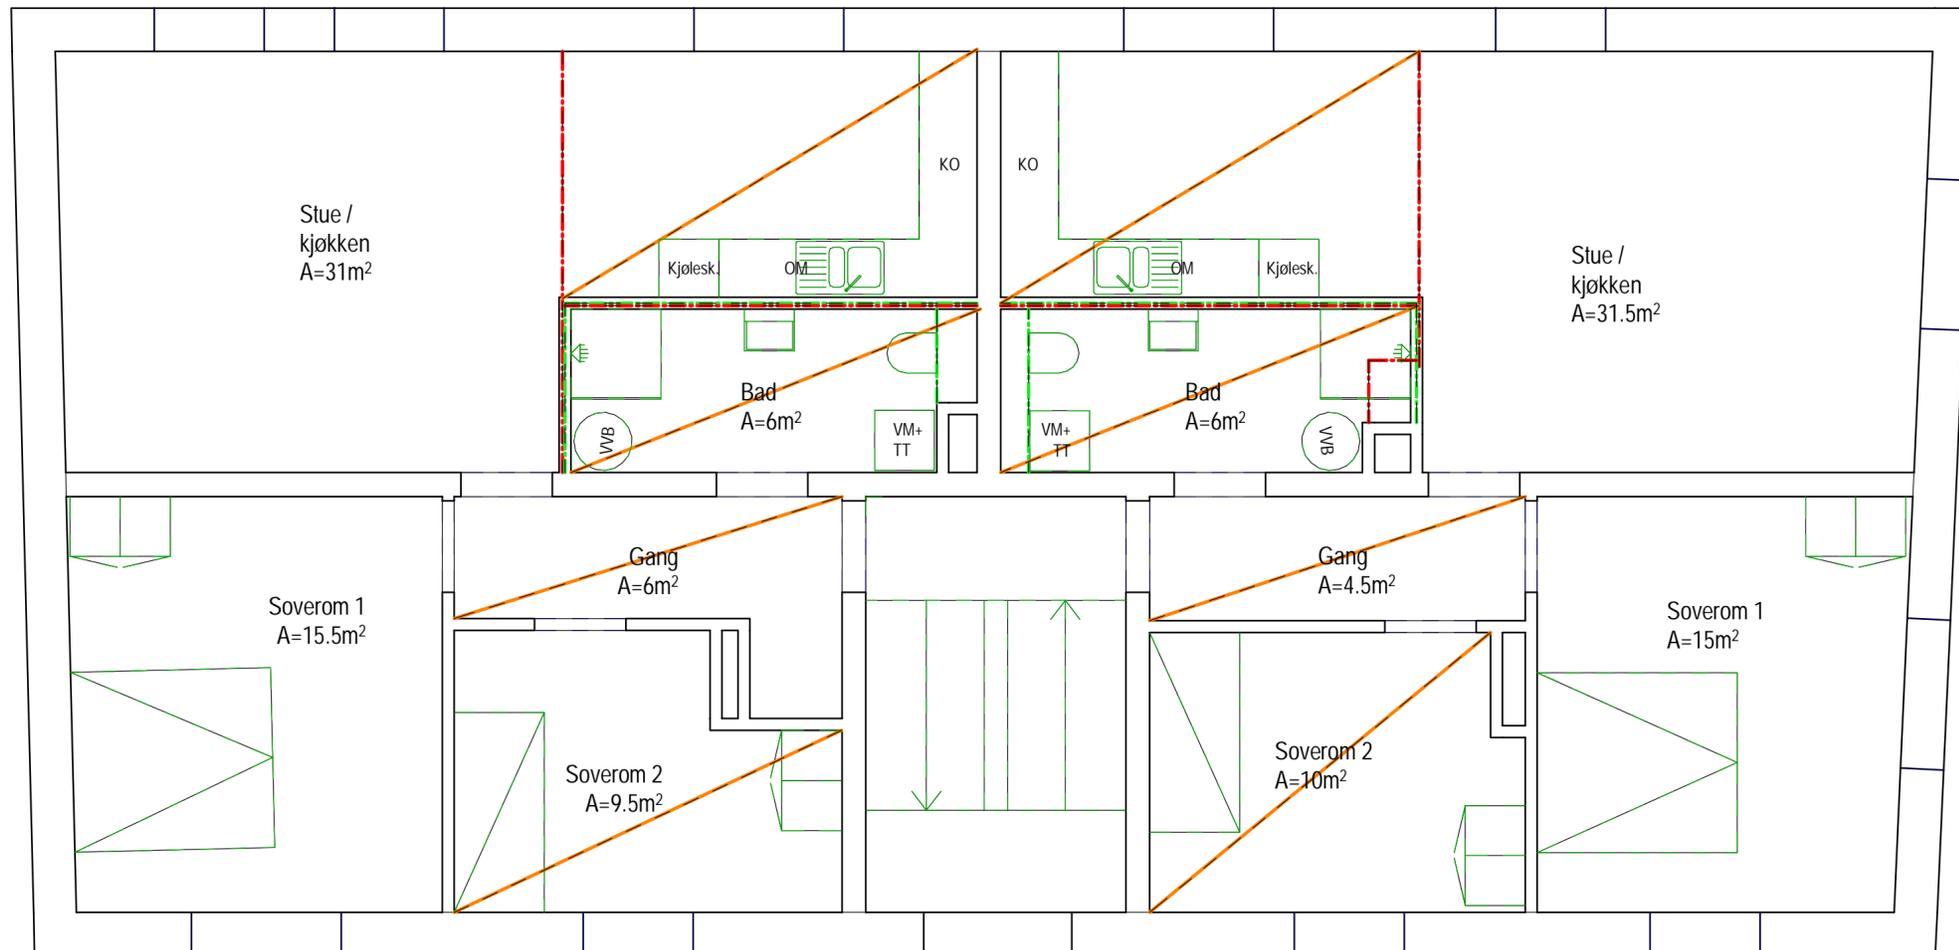 KO
KO
Stue /
kjøkken
A=31m²
Stue /
kjøkken
A=31.5m²
Kjølesk.
OM
OM
Kjølesk.
Bad
A=6m²
Bad
A=6m²
VVB
VM+
TT
VM+
TT
VVB
Gang
A=6m²
Gang
A=4.5m²
Soverom 1
A=15.5m²
Soverom 1
A=15m²
Soverom 2
A=9.5m²
Soverom 2
A=10m²